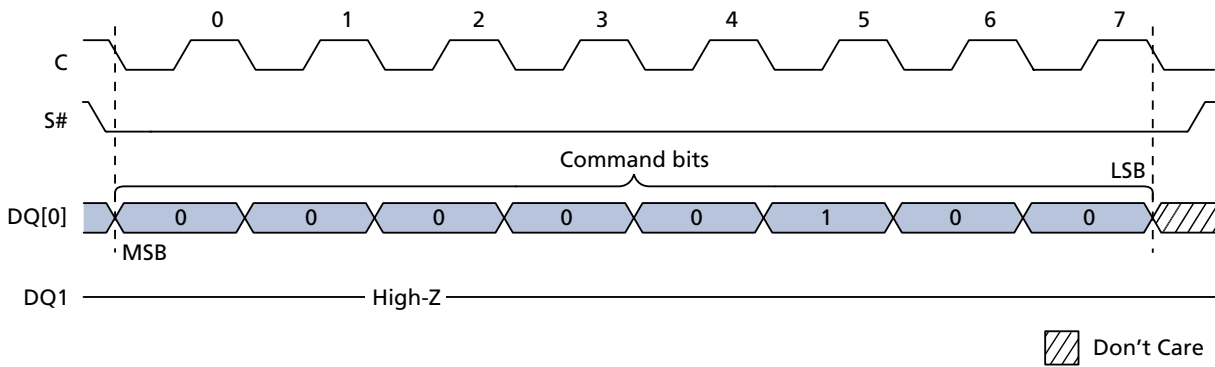 0 1 2 3 4 5 6 7
C
S#
Command bits
LSB
DQ[0] 0 0 0 0 0 1 0 0
MSB
DQ1 High-Z
Don't Care